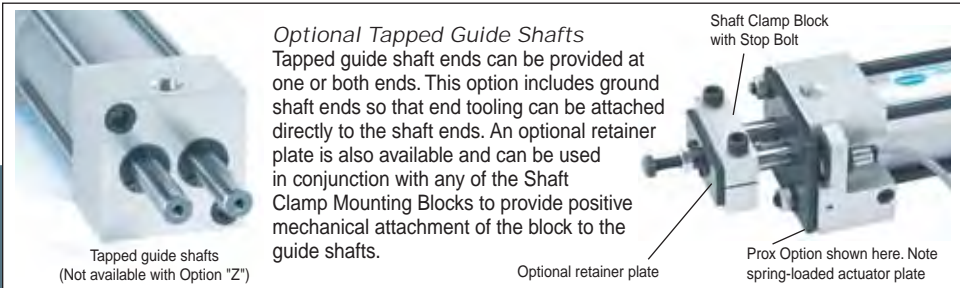 Optional Tapped Guide Shafts
Tapped guide shaft ends can be provided at
one or both ends. This option includes ground
shaft ends so that end tooling can be attached
directly to the shaft ends. An optional retainer
plate is also available and can be used
in conjunction with any of the Shaft
Clamp Mounting Blocks to provide positive
mechanical attachment of the block to the
guide shafts.
Tapped guide shafts
(Not available with Option "Z")
Shaft Clamp Block
with Stop Bolt
Optional retainer plate
Prox Option shown here. Note
spring-loaded actuator plate